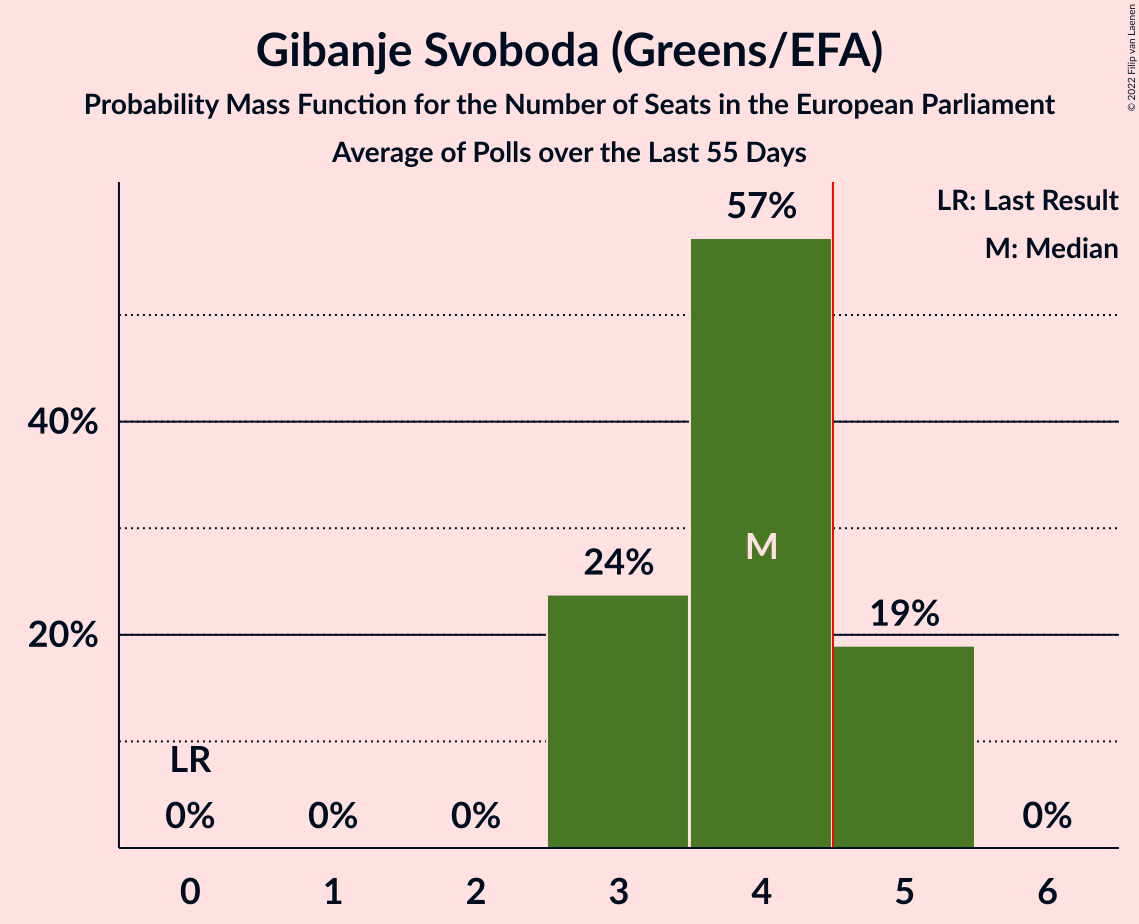 Gibanje Svoboda (Greens/EFA)
Probability Mass Function for the Number of Seats in the European Parliament
Average of Polls over the Last 55 Days
© 2022 Filip van Laenen
LR: Last Result
M: Median
57%
40%
M
24%
20%
19%
LR
0%
0%
0%
0%
0
1
2
3
4
5
6